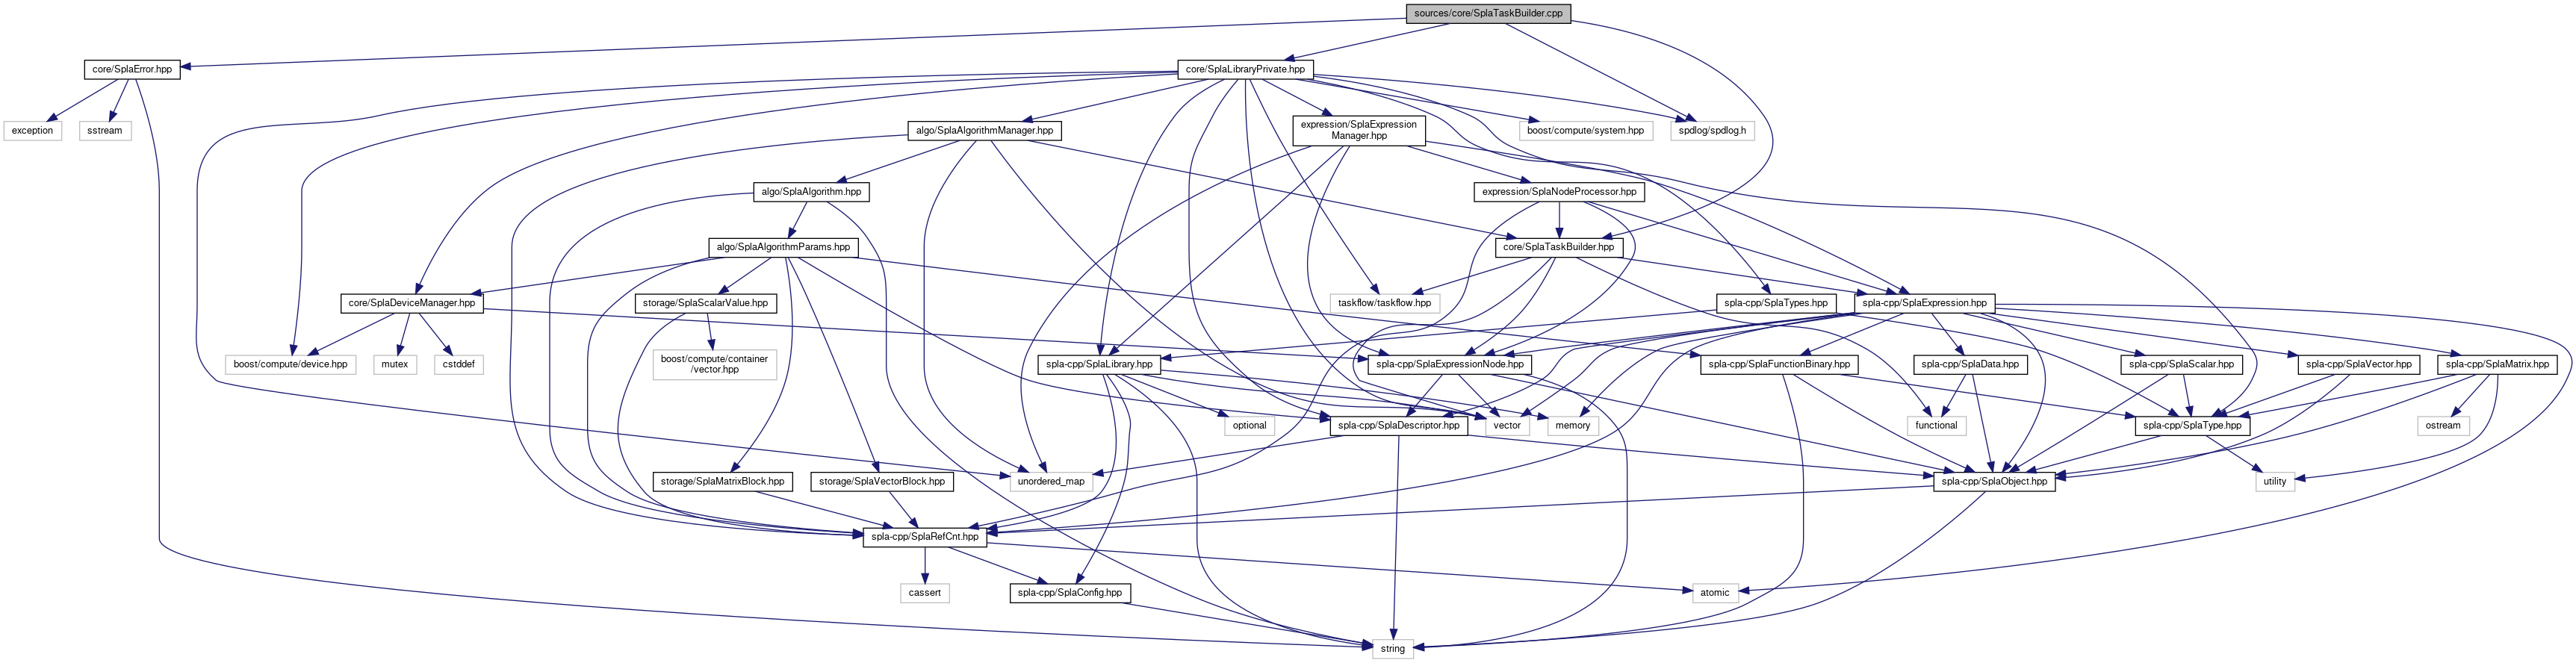 sources/core/SplaTaskBuilder.cpp
core/SplaError.hpp
core/SplaLibraryPrivate.hpp
exception
sstream
algo/SplaAlgorithmManager.hpp
expression/SplaExpression
Manager.hpp
boost/compute/system.hpp
spdlog/spdlog.h
algo/SplaAlgorithm.hpp
expression/SplaNodeProcessor.hpp
algo/SplaAlgorithmParams.hpp
core/SplaTaskBuilder.hpp
core/SplaDeviceManager.hpp
storage/SplaScalarValue.hpp
taskflow/taskflow.hpp
spla-cpp/SplaTypes.hpp
spla-cpp/SplaExpression.hpp
boost/compute/device.hpp
mutex
cstddef
boost/compute/container
/vector.hpp
spla-cpp/SplaLibrary.hpp
spla-cpp/SplaExpressionNode.hpp
spla-cpp/SplaFunctionBinary.hpp
spla-cpp/SplaData.hpp
spla-cpp/SplaScalar.hpp
spla-cpp/SplaVector.hpp
spla-cpp/SplaMatrix.hpp
optional
spla-cpp/SplaDescriptor.hpp
vector
memory
functional
spla-cpp/SplaType.hpp
ostream
storage/SplaMatrixBlock.hpp
storage/SplaVectorBlock.hpp
unordered_map
spla-cpp/SplaObject.hpp
utility
spla-cpp/SplaRefCnt.hpp
cassert
spla-cpp/SplaConfig.hpp
atomic
string